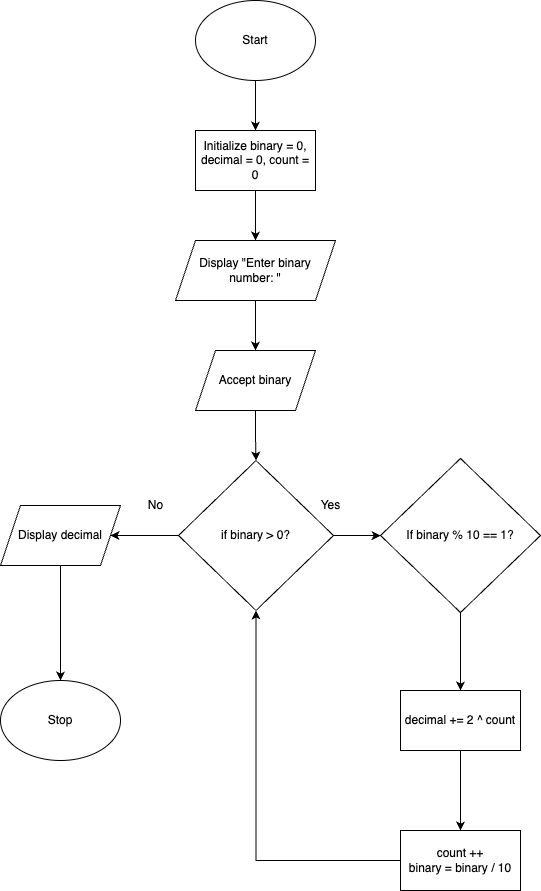 Start
Initialize binary = 0,
decimal = 0, count =
0
Display "Enter binary
number: "
Accept binary
No
Yes
Display decimal
if binary > 0?
If binary % 10 == 1?
Stop
decimal += 2 ^ count
count ++
binary = binary / 10